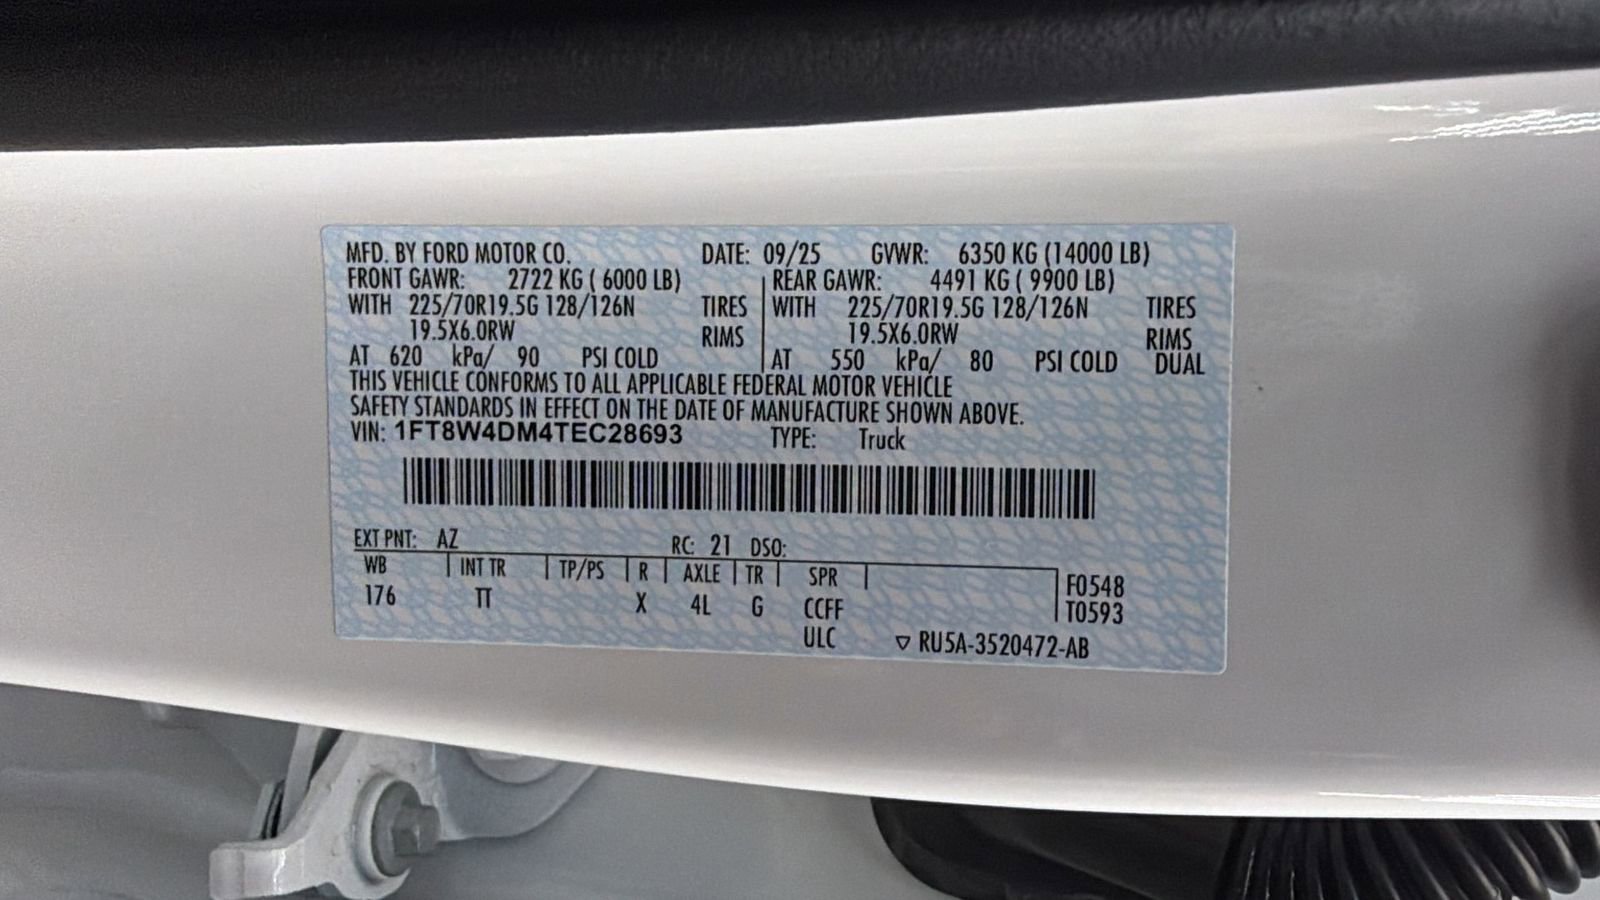 MFD. BY FORD MOTOR CO. DATE: 09/25 GVWR: 6350 KG (14000 LB)
FRONT GAWR: 2722 KG ( 6000 LB) REAR GAWR: 4491 KG ( 9900 LB)
WITH 225/70R19.5G 128/126N TIRES WITH 225/70R19.5G 128/126N TIRES
19.5X6.0RW RIMS 19.5X6.0RW RIMS
AT 620 kPa/ 90 PSI COLD AT 550 kPa/ 80 PSI COLD DUAL
THIS VEHICLE CONFORMS TO ALL APPLICABLE FEDERAL MOTOR VEHICLE
SAFETY STANDARDS IN EFFECT ON THE DATE OF MANUFACTURE SHOWN ABOVE.
VIN: 1FT8W4DM4TEC28693 TYPE: Truck
EXT PNT: AZ RC: 21 DSO:
WB INT TR TP/PS R AXLE TR SPR F0548
176 TT X 4L G CCFF T0593
ULC ▽ RU5A-3520472-AB